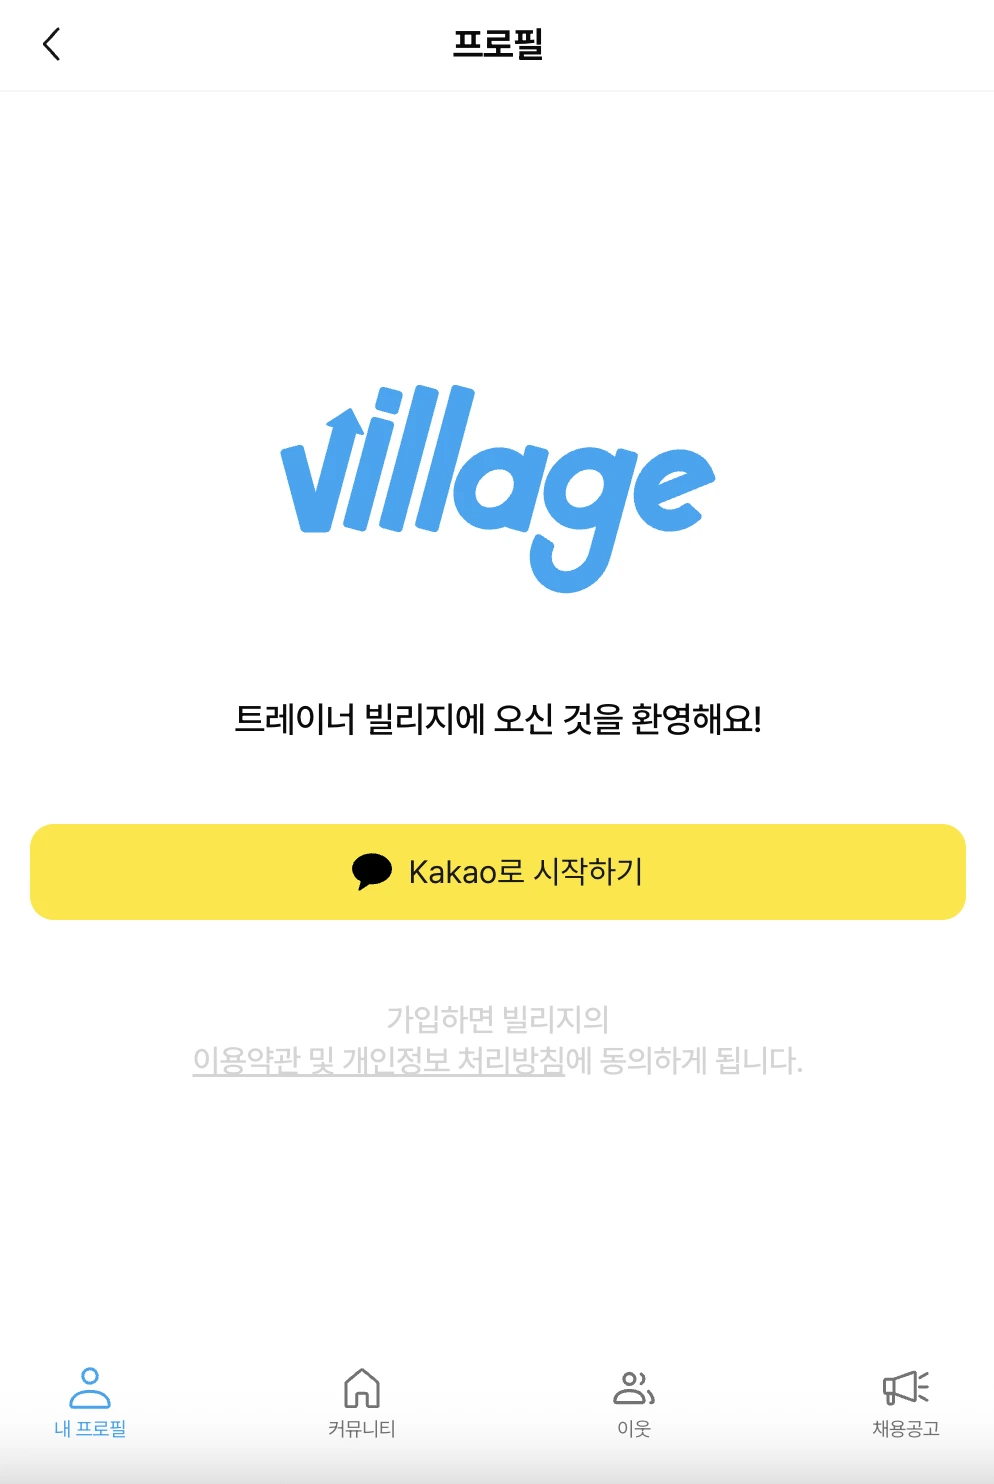 프로필
village
트레이너 빌리지에 오신 것을 환영해요!
Kakao로 시작하기
가입하면 빌리지의
이용약관 및 개인정보 처리방침에 동의하게 됩니다.
내 프로필
커뮤니티
이웃
채용공고